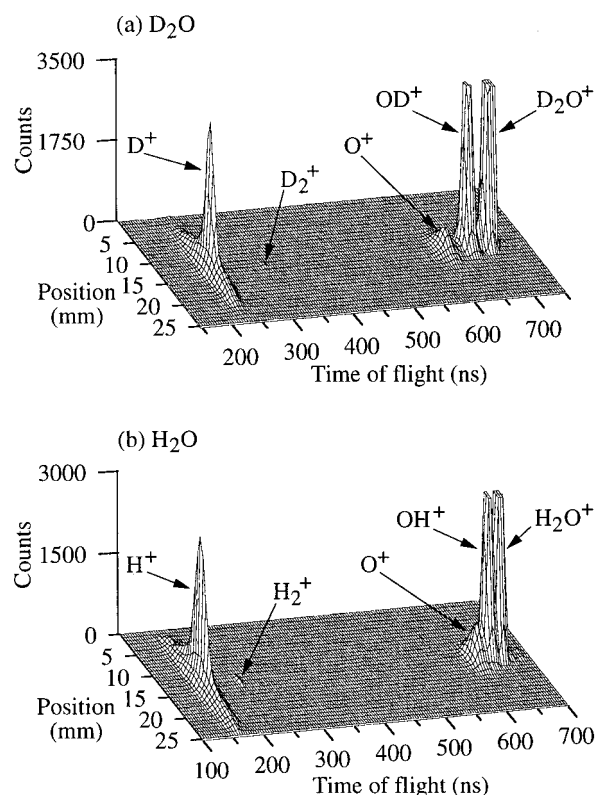 (a) D₂O
3500
1750
0
Counts
D⁺
D₂⁺
O⁺
OD⁺
D₂O⁺
5
10
15
20
25
Position
(mm)
200 300 400 500 600 700
Time of flight (ns)
(b) H₂O
3000
1500
0
Counts
H⁺
H₂⁺
O⁺
OH⁺
H₂O⁺
5
10
15
20
25
Position
(mm)
100 200 300 400 500 600 700
Time of flight (ns)